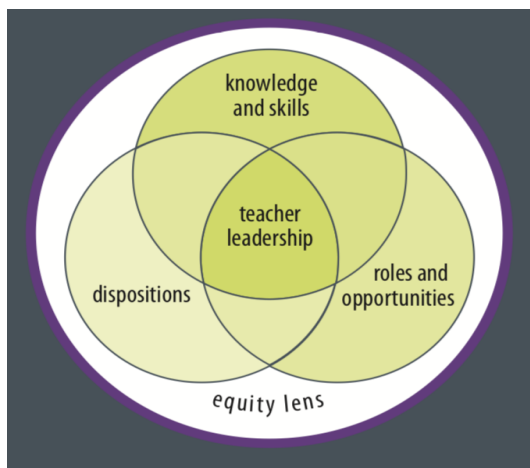 knowledge
and skills
teacher
leadership
dispositions
roles and
opportunities
equity lens